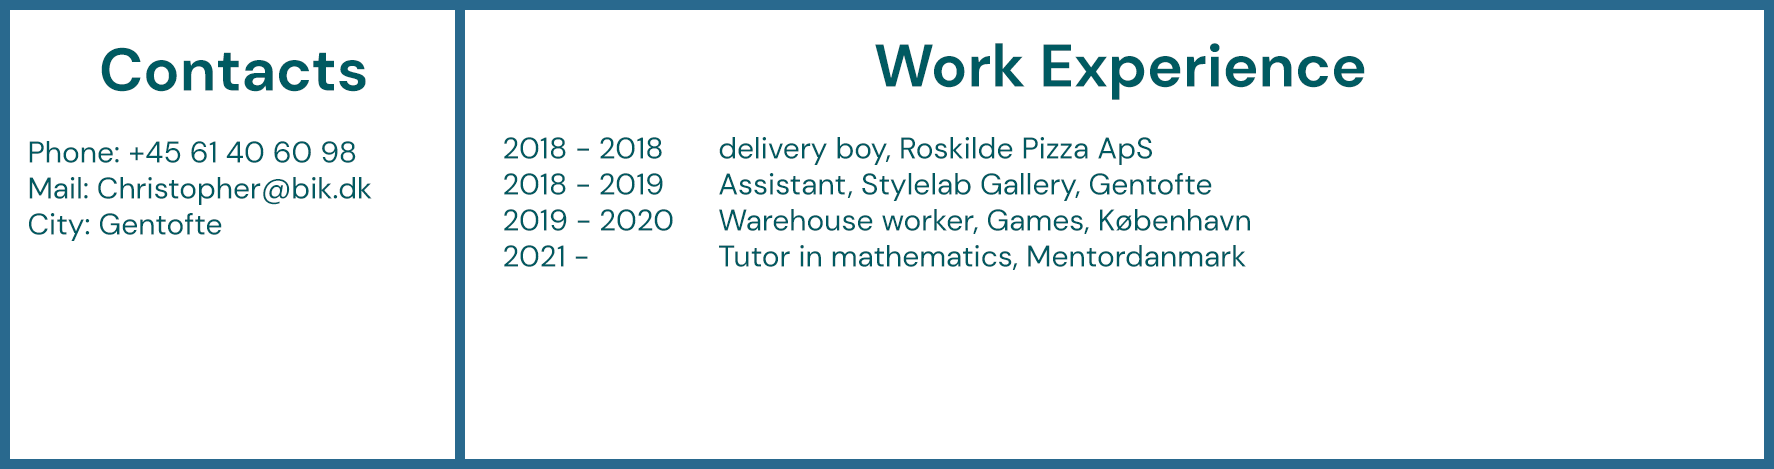 Contacts
Phone: +45 61 40 60 98
Mail: Christopher@bik.dk
City: Gentofte
Work Experience
2018 - 2018 delivery boy, Roskilde Pizza ApS
2018 - 2019 Assistant, Stylelab Gallery, Gentofte
2019 - 2020 Warehouse worker, Games, København
2021 - Tutor in mathematics, Mentordanmark